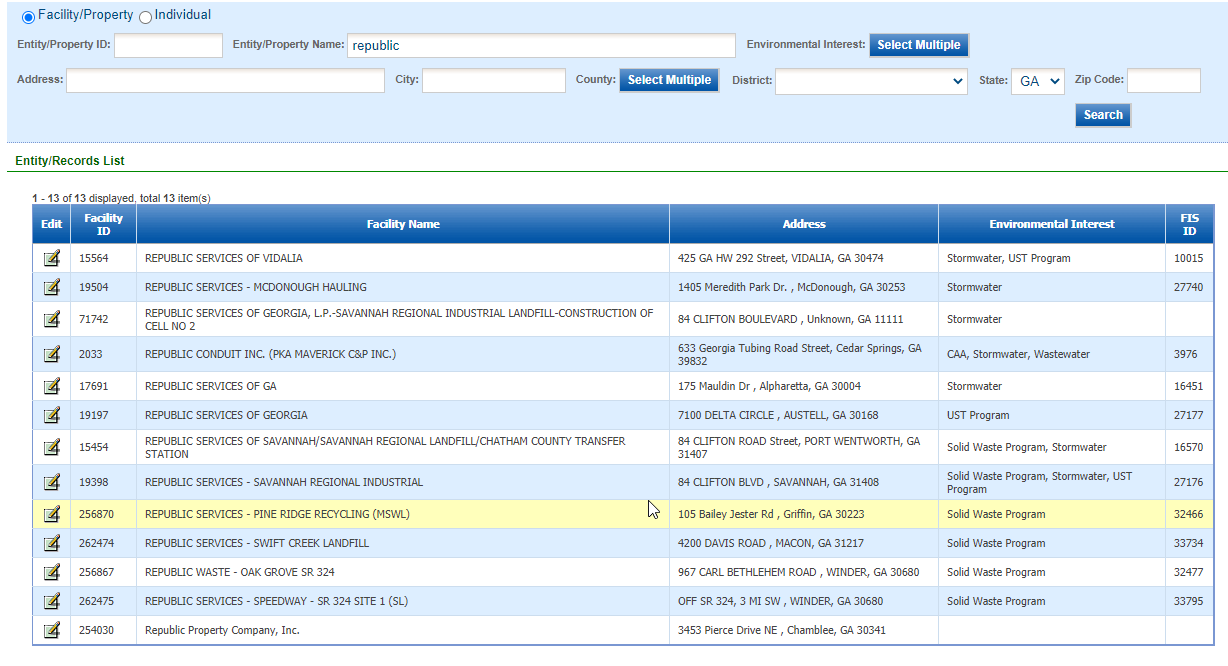 Facility/Property Individual
Entity/Property ID: Entity/Property Name: republic Environmental Interest: Select Multiple
Address: City: County: Select Multiple District: State: GA Zip Code:
Search
Entity/Records List
1 - 13 of 13 displayed, total 13 item(s)
Edit Facility ID Facility Name Address Environmental Interest FIS ID
15564 REPUBLIC SERVICES OF VIDALIA 425 GA HW 292 Street, VIDALIA, GA 30474 Stormwater, UST Program 10015
19504 REPUBLIC SERVICES - MCDONOUGH HAULING 1405 Meredith Park Dr. , McDonough, GA 30253 Stormwater 27740
71742 REPUBLIC SERVICES OF GEORGIA, L.P.-SAVANNAH REGIONAL INDUSTRIAL LANDFILL-CONSTRUCTION OF
CELL NO 2 84 CLIFTON BOULEVARD , Unknown, GA 11111 Stormwater
2033 REPUBLIC CONDUIT INC. (PKA MAVERICK C&P INC.) 633 Georgia Tubing Road Street, Cedar Springs, GA
39832 CAA, Stormwater, Wastewater 3976
17691 REPUBLIC SERVICES OF GA 175 Mauldin Dr , Alpharetta, GA 30004 Stormwater 16451
19197 REPUBLIC SERVICES OF GEORGIA 7100 DELTA CIRCLE , AUSTELL, GA 30168 UST Program 27177
15454 REPUBLIC SERVICES OF SAVANNAH/SAVANNAH REGIONAL LANDFILL/CHATHAM COUNTY TRANSFER
STATION 84 CLIFTON ROAD Street, PORT WENTWORTH, GA
31407 Solid Waste Program, Stormwater 16570
19398 REPUBLIC SERVICES - SAVANNAH REGIONAL INDUSTRIAL 84 CLIFTON BLVD , SAVANNAH, GA 31408 Solid Waste Program, Stormwater, UST
Program 27176
256870 REPUBLIC SERVICES - PINE RIDGE RECYCLING (MSWL) 105 Bailey Jester Rd , Griffin, GA 30223 Solid Waste Program 32466
262474 REPUBLIC SERVICES - SWIFT CREEK LANDFILL 4200 DAVIS ROAD , MACON, GA 31217 Solid Waste Program 33734
256867 REPUBLIC WASTE - OAK GROVE SR 324 967 CARL BETHLEHEM ROAD , WINDER, GA 30680 Solid Waste Program 32477
262475 REPUBLIC SERVICES - SPEEDWAY - SR 324 SITE 1 (SL) OFF SR 324, 3 MI SW , WINDER, GA 30680 Solid Waste Program 33795
254030 Republic Property Company, Inc. 3453 Pierce Drive NE , Chamblee, GA 30341